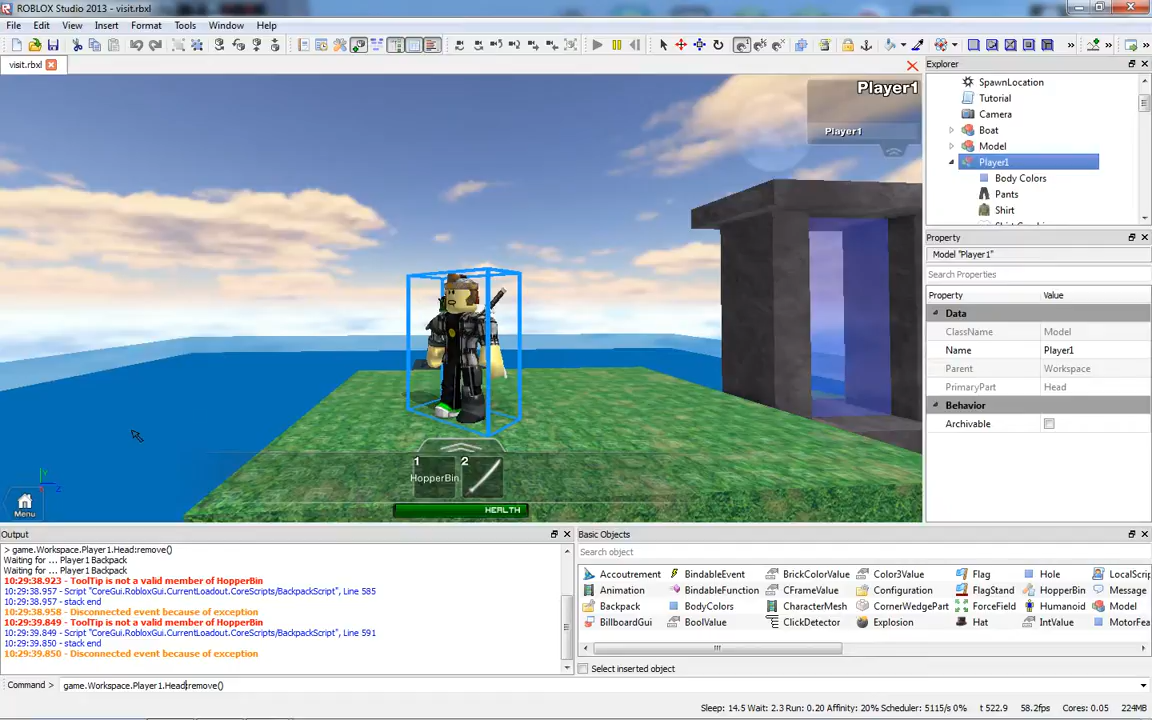 ROBLOX Studio 2013 - visit.rbxl
File Edit View Insert Format Tools Window Help
visit.rbxl
Player1
Player1
1
HopperBin
2
HEALTH
Menu
Y
Z
Explorer
SpawnLocation
Tutorial
Camera
Boat
Model
Player1
Body Colors
Pants
Shirt
Property
Model "Player1"
Search Properties
Property Value
Data
ClassName Model
Name Player1
Parent Workspace
PrimaryPart Head
Behavior
Archivable
Output
> game.Workspace.Player1.Head:remove()
Waiting for ... Player1 Backpack
Waiting for ... Player1 Backpack
10:29:38.923 - ToolTip is not a valid member of HopperBin
10:29:38.957 - Script "CoreGui.RobloxGui.CurrentLoadout.CoreScripts/BackpackScript", Line 585
10:29:38.957 - stack end
10:29:38.958 - Disconnected event because of exception
10:29:39.849 - ToolTip is not a valid member of HopperBin
10:29:39.849 - Script "CoreGui.RobloxGui.CurrentLoadout.CoreScripts/BackpackScript", Line 591
10:29:39.850 - stack end
10:29:39.850 - Disconnected event because of exception
Basic Objects
Search object
Accoutrement BindableEvent BrickColorValue Color3Value Flag Hole LocalScri
Animation BindableFunction CFrameValue Configuration FlagStand HopperBin Message
Backpack BodyColors CharacterMesh CornerWedgePart ForceField Humanoid Model
BillboardGui BoolValue ClickDetector Explosion Hat IntValue MotorFea
Select inserted object
Command > game.Workspace.Player1.Head:remove()
Sleep: 14.5 Wait: 2.3 Run: 0.20 Affinity: 20% Scheduler: 5115/s 0% t 522.9 58.2fps Cores: 0.05 224MB